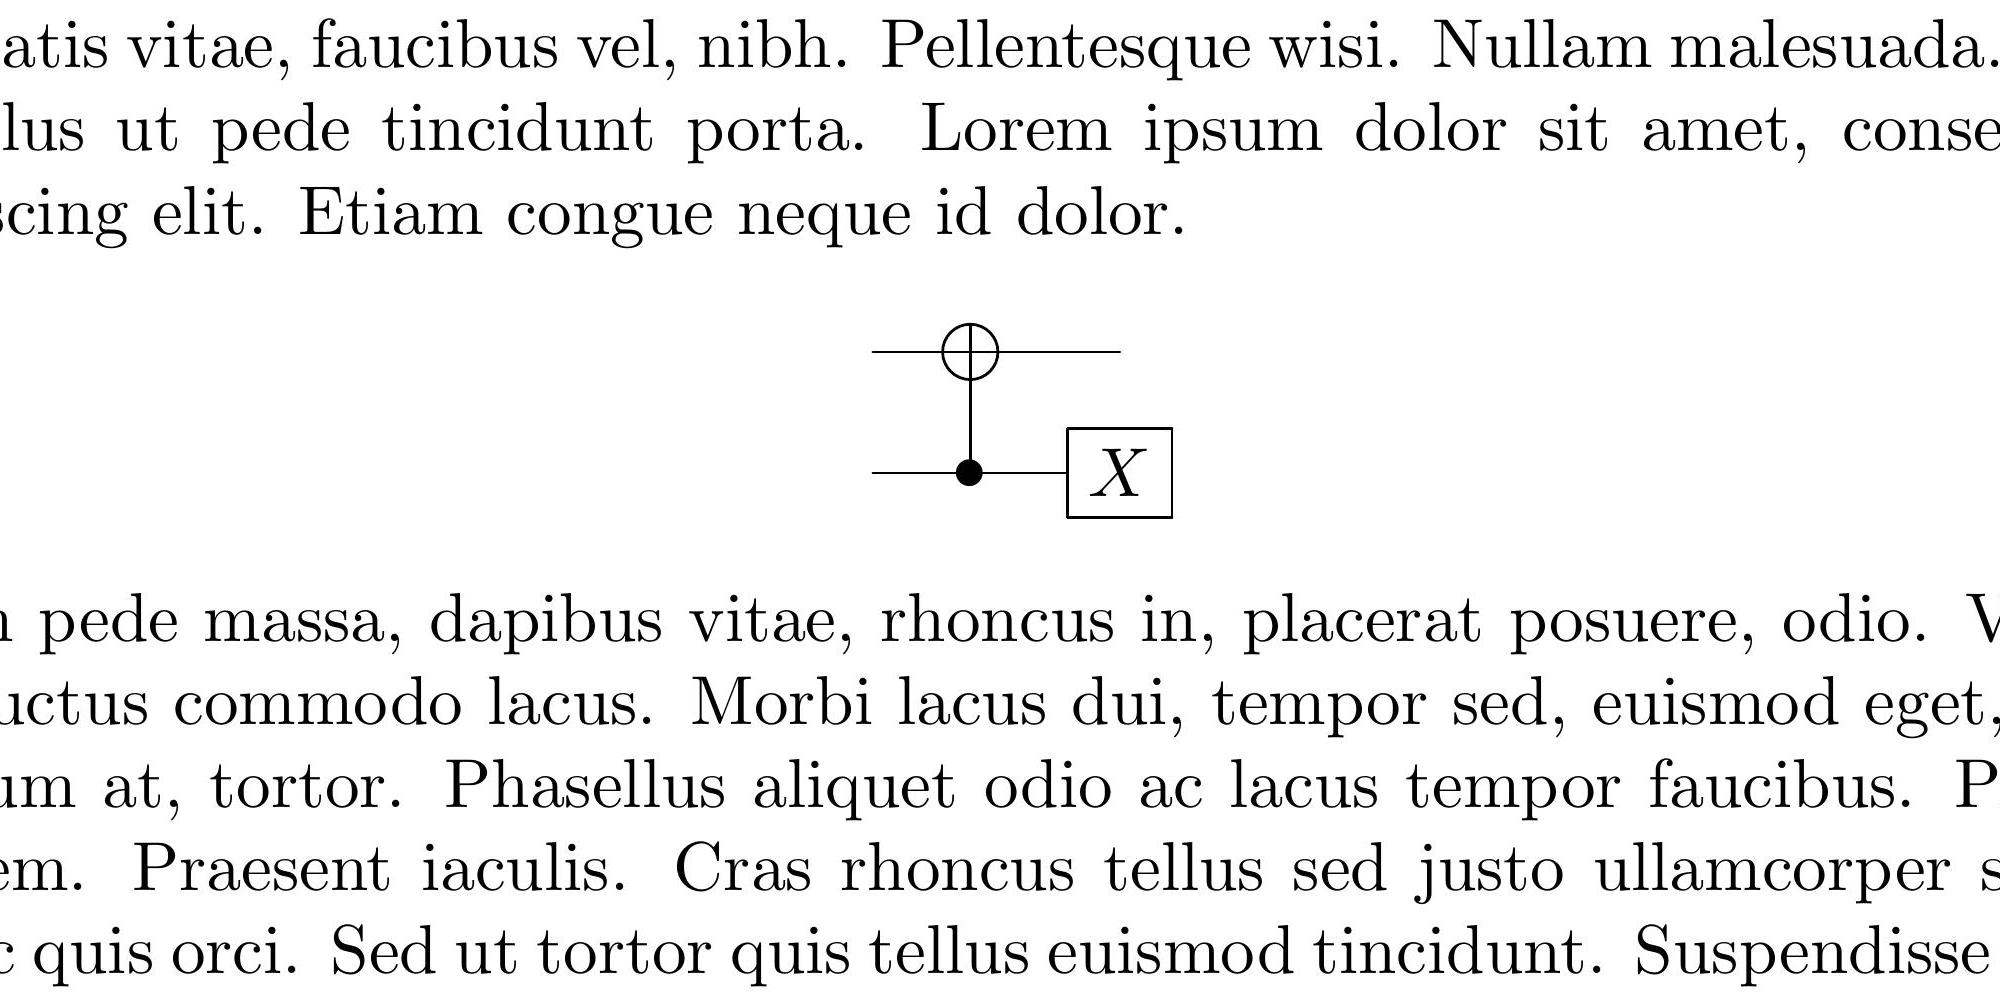 atis vitae, faucibus vel, nibh. Pellentesque wisi. Nullam malesuada.
lus ut pede tincidunt porta. Lorem ipsum dolor sit amet, conse
cing elit. Etiam congue neque id dolor.
X
pede massa, dapibus vitae, rhoncus in, placerat posuere, odio. V
uctus commodo lacus. Morbi lacus dui, tempor sed, euismod eget,
um at, tortor. Phasellus aliquet odio ac lacus tempor faucibus. P
em. Praesent iaculis. Cras rhoncus tellus sed justo ullamcorper s
c quis orci. Sed ut tortor quis tellus euismod tincidunt. Suspendisse